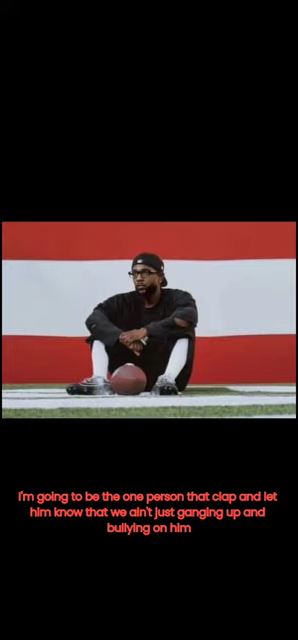 I'm going to be the one person that clap and let
him know that we ain't just ganging up and
bullying on him